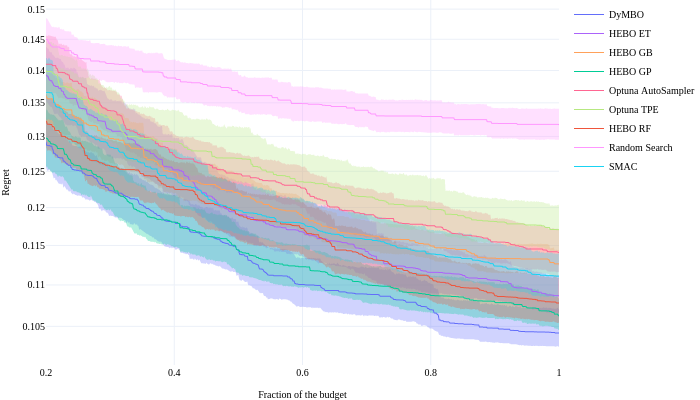 0.15
0.145
0.14
0.135
0.13
0.125
0.12
0.115
0.11
0.105
Regret
0.2
0.4
0.6
0.8
1
Fraction of the budget
DyMBO
HEBO ET
HEBO GB
HEBO GP
Optuna AutoSampler
Optuna TPE
HEBO RF
Random Search
SMAC